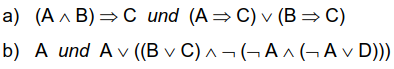 a) (A ∧ B) ⇒ C und (A ⇒ C) ∨ (B ⇒ C)
b) A und A ∨ ((B ∨ C) ∧ ¬ (¬ A ∧ (¬ A ∨ D)))